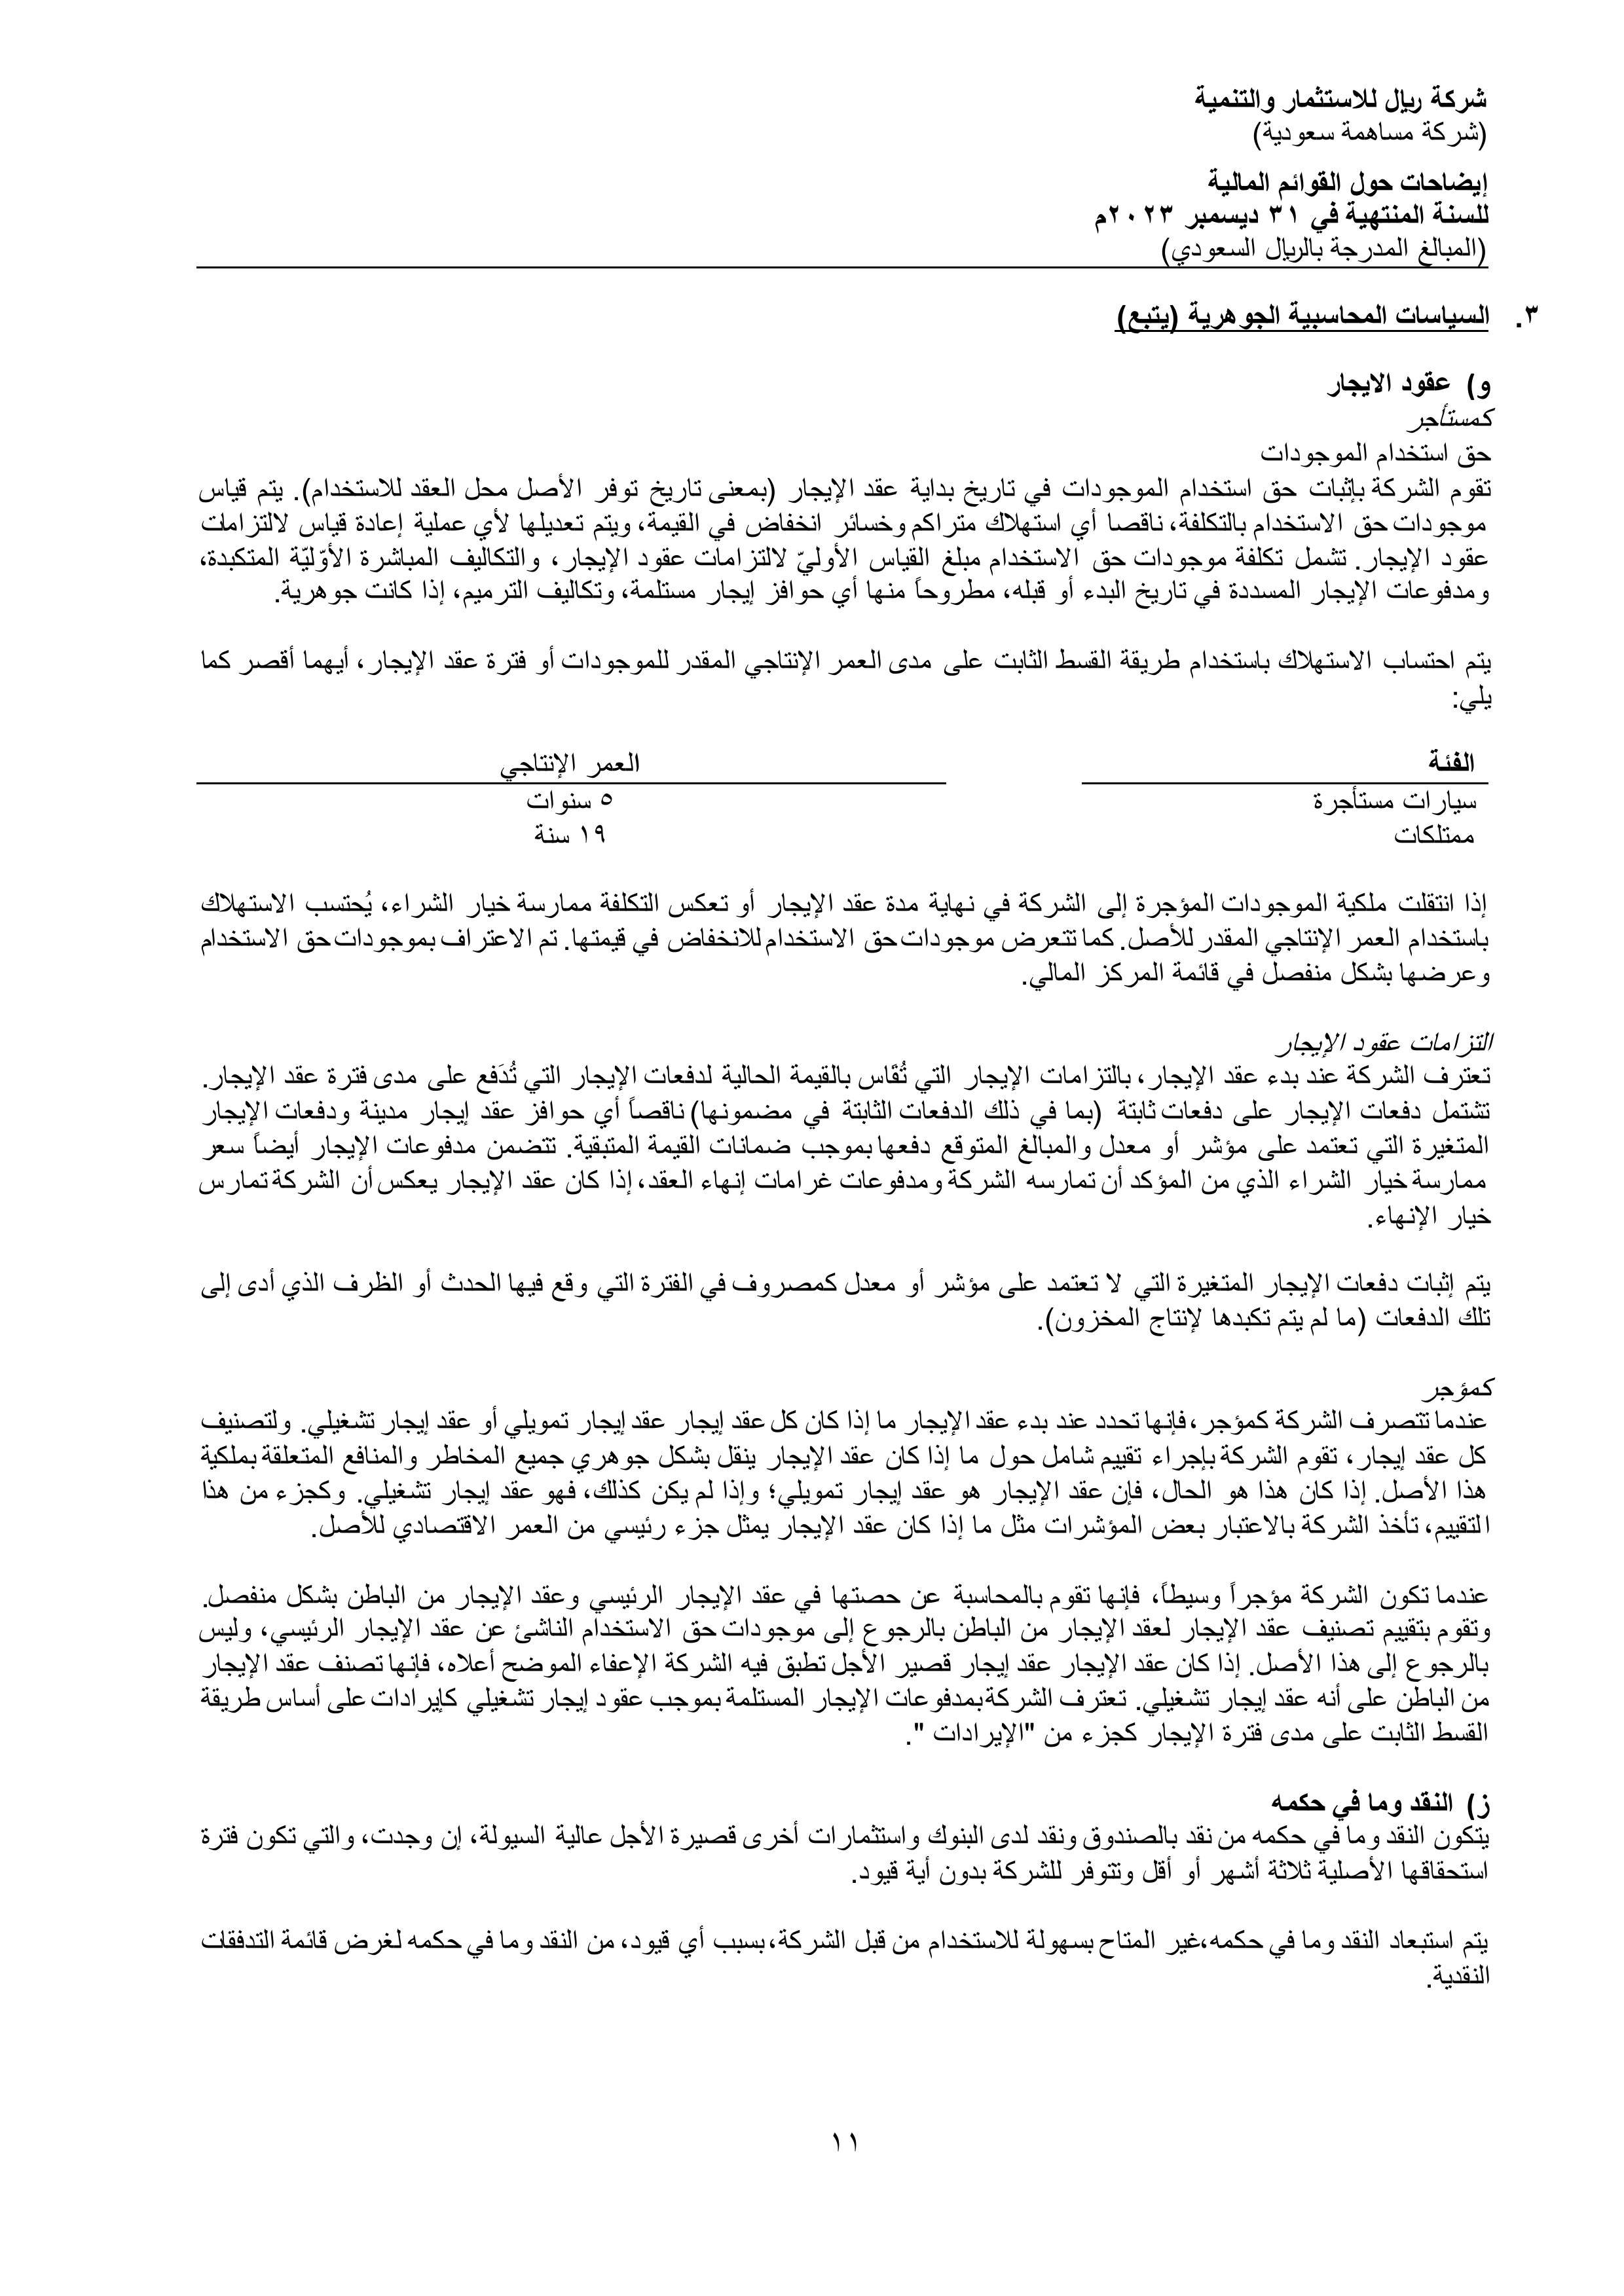 شركة ريال للاستثمار والتنمية
(شركة مساهمة سعودية)
إيضاحات حول القوائم المالية
للسنة المنتهية في ٣١ ديسمبر ٢٠٢٣م
(المبالغ المدرجة بالريال السعودي)
٣. السياسات المحاسبية الجوهرية (يتبع)
و) عقود الايجار
كمستأجر
حق استخدام الموجودات
تقوم الشركة بإثبات حق استخدام الموجودات في تاريخ بداية عقد الإيجار (بمعنى تاريخ توفر الأصل محل العقد للاستخدام). يتم قياس
موجودات حق الاستخدام بالتكلفة، ناقصا أي استهلاك متراكم وخسائر انخفاض في القيمة، ويتم تعديلها لأي عملية إعادة قياس لالتزامات
عقود الإيجار. تشمل تكلفة موجودات حق الاستخدام مبلغ القياس الأوليّ لالتزامات عقود الإيجار، والتكاليف المباشرة الأوّليّة المتكبدة،
ومدفوعات الإيجار المسددة في تاريخ البدء أو قبله، مطروحاً منها أي حوافز إيجار مستلمة، وتكاليف الترميم، إذا كانت جوهرية.
يتم احتساب الاستهلاك باستخدام طريقة القسط الثابت على مدى العمر الإنتاجي المقدر للموجودات أو فترة عقد الإيجار، أيهما أقصر كما
يلي:
الفئة العمر الإنتاجي
سيارات مستأجرة ٥ سنوات
ممتلكات ١٩ سنة
إذا انتقلت ملكية الموجودات المؤجرة إلى الشركة في نهاية مدة عقد الإيجار أو تعكس التكلفة ممارسة خيار الشراء، يُحتسب الاستهلاك
باستخدام العمر الإنتاجي المقدر للأصل. كما تتعرض موجودات حق الاستخدام للانخفاض في قيمتها. تم الاعتراف بموجودات حق الاستخدام
وعرضها بشكل منفصل في قائمة المركز المالي.
التزامات عقود الإيجار
تعترف الشركة عند بدء عقد الإيجار، بالتزامات الإيجار التي تُقَاس بالقيمة الحالية لدفعات الإيجار التي تُدَفع على مدى فترة عقد الإيجار.
تشتمل دفعات الإيجار على دفعات ثابتة (بما في ذلك الدفعات الثابتة في مضمونها) ناقصاً أي حوافز عقد إيجار مدينة ودفعات الإيجار
المتغيرة التي تعتمد على مؤشر أو معدل والمبالغ المتوقع دفعها بموجب ضمانات القيمة المتبقية. تتضمن مدفوعات الإيجار أيضاً سعر
ممارسة خيار الشراء الذي من المؤكد أن تمارسه الشركة ومدفوعات غرامات إنهاء العقد، إذا كان عقد الإيجار يعكس أن الشركة تمارس
خيار الإنهاء.
يتم إثبات دفعات الإيجار المتغيرة التي لا تعتمد على مؤشر أو معدل كمصروف في الفترة التي وقع فيها الحدث أو الظرف الذي أدى إلى
تلك الدفعات (ما لم يتم تكبدها لإنتاج المخزون).
كمؤجر
عندما تتصرف الشركة كمؤجر، فإنها تحدد عند بدء عقد الإيجار ما إذا كان كل عقد إيجار عقد إيجار تمويلي أو عقد إيجار تشغيلي. ولتصنيف
كل عقد إيجار، تقوم الشركة بإجراء تقييم شامل حول ما إذا كان عقد الإيجار ينقل بشكل جوهري جميع المخاطر والمنافع المتعلقة بملكية
هذا الأصل. إذا كان هذا هو الحال، فإن عقد الإيجار هو عقد إيجار تمويلي؛ وإذا لم يكن كذلك، فهو عقد إيجار تشغيلي. وكجزء من هذا
التقييم، تأخذ الشركة بالاعتبار بعض المؤشرات مثل ما إذا كان عقد الإيجار يمثل جزء رئيسي من العمر الاقتصادي للأصل.
عندما تكون الشركة مؤجراً وسيطاً، فإنها تقوم بالمحاسبة عن حصتها في عقد الإيجار الرئيسي وعقد الإيجار من الباطن بشكل منفصل.
وتقوم بتقييم تصنيف عقد الإيجار لعقد الإيجار من الباطن بالرجوع إلى موجودات حق الاستخدام الناشئ عن عقد الإيجار الرئيسي، وليس
بالرجوع إلى هذا الأصل. إذا كان عقد الإيجار عقد إيجار قصير الأجل تطبق فيه الشركة الإعفاء الموضح أعلاه، فإنها تصنف عقد الإيجار
من الباطن على أنه عقد إيجار تشغيلي. تعترف الشركة بمدفوعات الإيجار المستلمة بموجب عقود إيجار تشغيلي كإيرادات على أساس طريقة
القسط الثابت على مدى فترة الإيجار كجزء من "الإيرادات ".
ز) النقد وما في حكمه
يتكون النقد وما في حكمه من نقد بالصندوق ونقد لدى البنوك واستثمارات أخرى قصيرة الأجل عالية السيولة، إن وجدت، والتي تكون فترة
استحقاقها الأصلية ثلاثة أشهر أو أقل وتتوفر للشركة بدون أية قيود.
يتم استبعاد النقد وما في حكمه،غير المتاح بسهولة للاستخدام من قبل الشركة،بسبب أي قيود، من النقد وما في حكمه لغرض قائمة التدفقات
النقدية.
١١